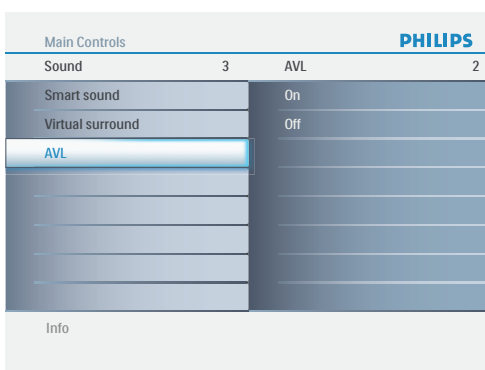 Main Controls PHILIPS
Sound 3 AVL 2
Smart sound On
Virtual surround Off
AVL
Info